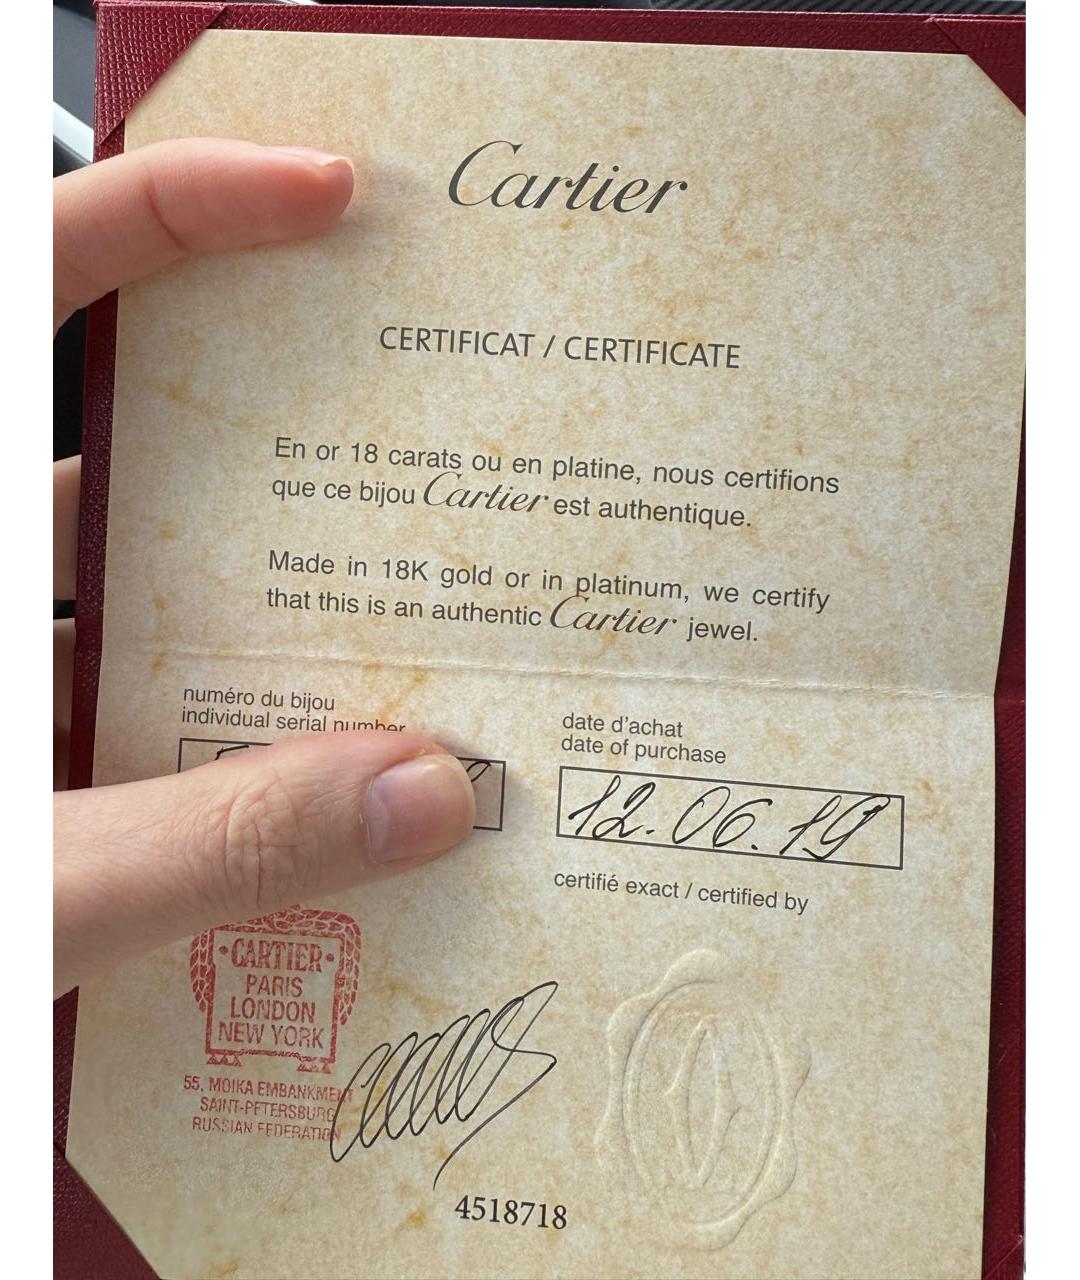 Cartier
CERTIFICAT / CERTIFICATE
En or 18 carats ou en platine, nous certifions
que ce bijou Cartier est authentique.
Made in 18K gold or in platinum, we certify
that this is an authentic Cartier jewel.
numéro du bijou
individual serial number
date d'achat
date of purchase
12.06.19
certifié exact / certified by
·CARTIER·
PARIS
LONDON
NEW YORK
55, MOIKA EMBANKMENT
SAINT-PETERSBURG
RUSSIAN FEDERATION
4518718